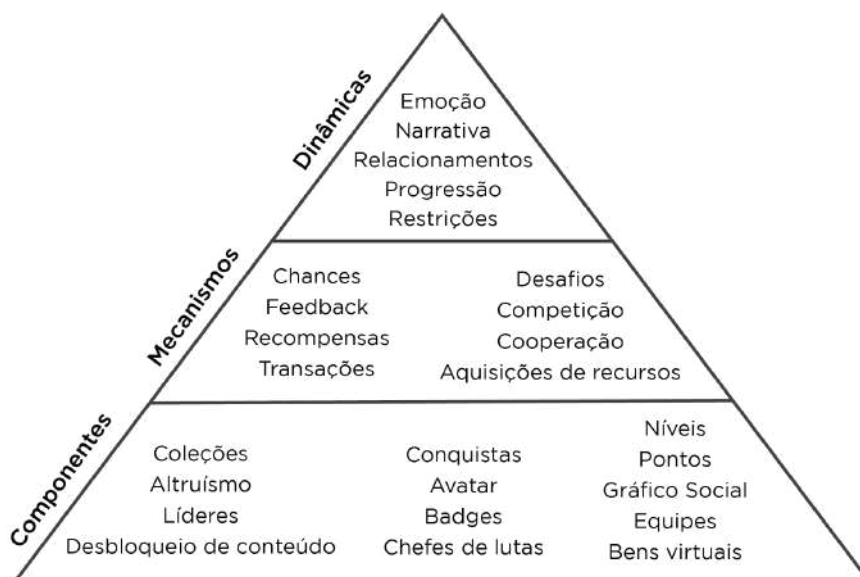 Dinâmicas
Emoção
Narrativa
Relacionamentos
Progressão
Restrições
Mecanismos
Chances
Feedback
Recompensas
Transações
Desafios
Competição
Cooperação
Aquisições de recursos
Componentes
Coleções
Altruísmo
Líderes
Desbloqueio de conteúdo
Conquistas
Avatar
Badges
Chefes de lutas
Níveis
Pontos
Gráfico Social
Equipes
Bens virtuais